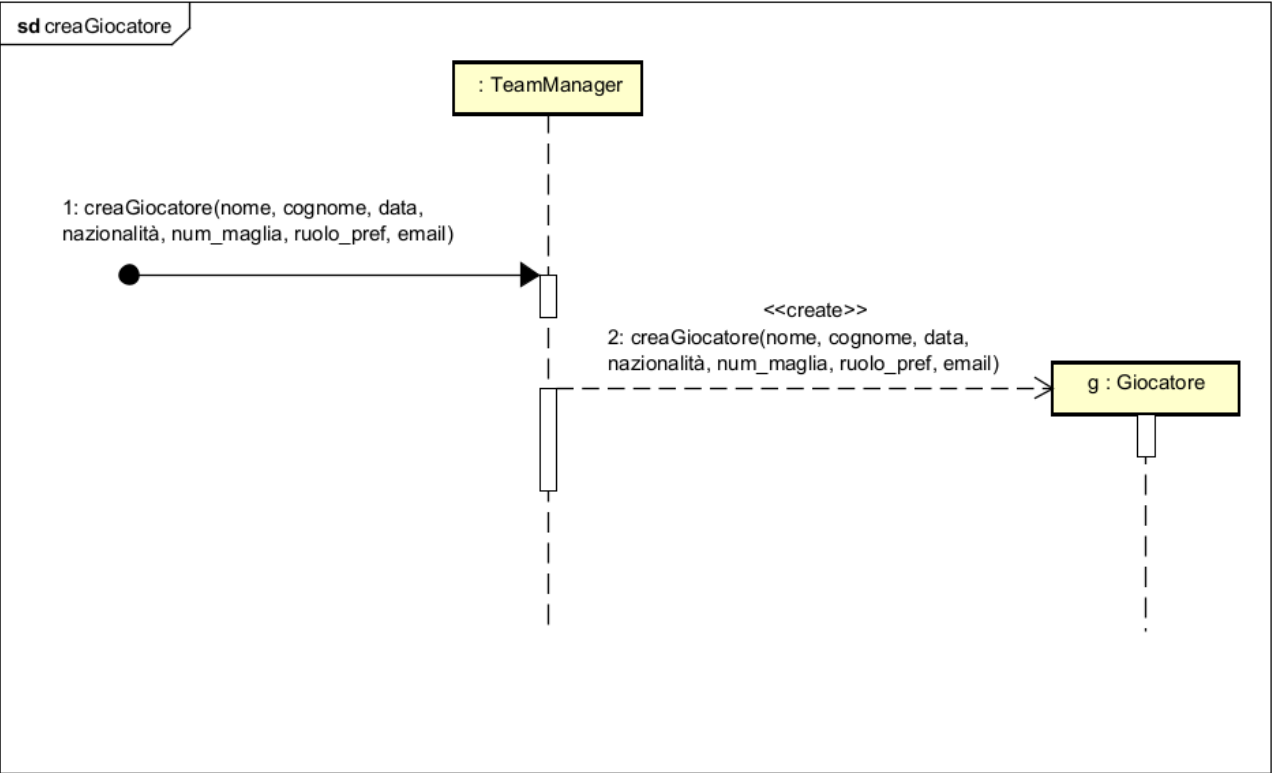 sd creaGiocatore
: TeamManager
1: creaGiocatore(nome, cognome, data,
nazionalità, num_maglia, ruolo_pref, email)
<<create>>
2: creaGiocatore(nome, cognome, data,
nazionalità, num_maglia, ruolo_pref, email)
g : Giocatore